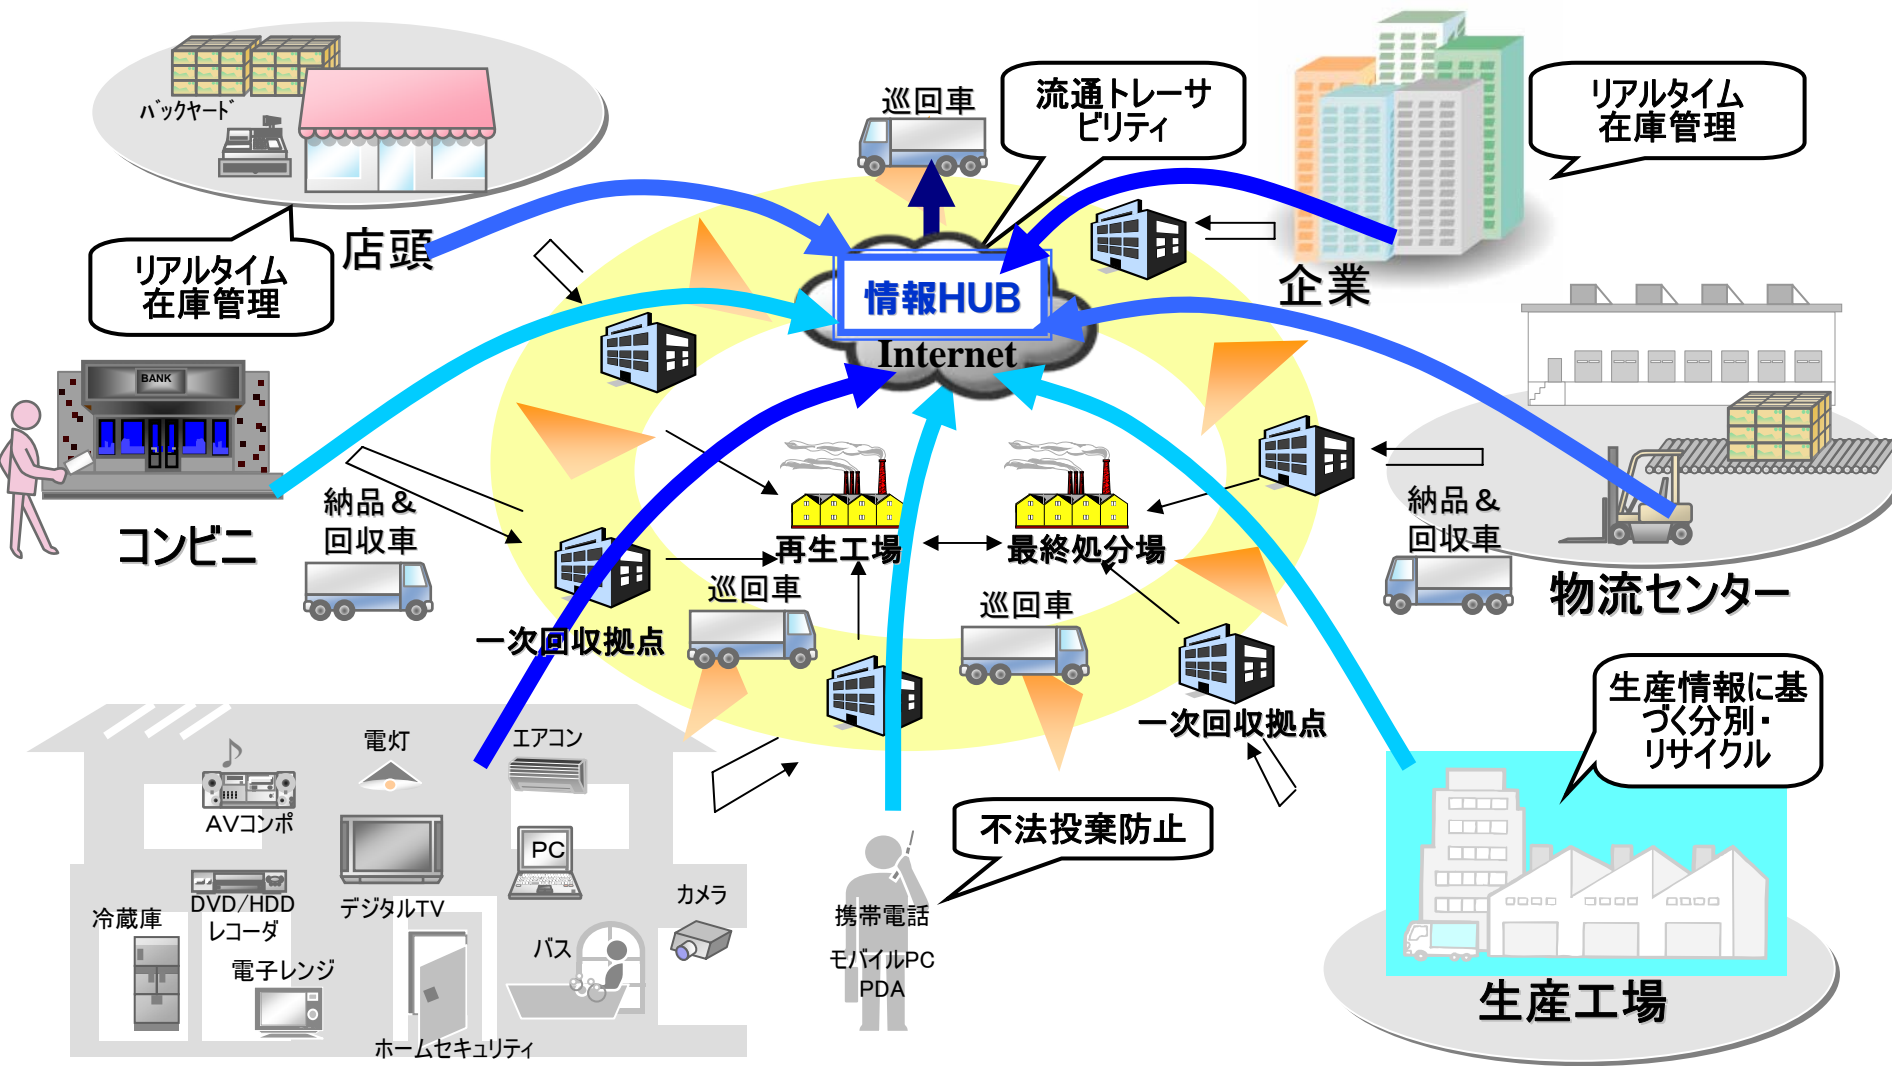 バックヤード
店頭
リアルタイム
在庫管理
巡回車
流通トレーサ
ビリティ
リアルタイム
在庫管理
企業
情報HUB
Internet
BANK
コンビニ
納品＆
回収車
一次回収拠点
再生工場
最終処分場
巡回車
巡回車
一次回収拠点
納品＆
回収車
物流センター
生産情報に基
づく分別・
リサイクル
生産工場
不法投棄防止
携帯電話
モバイルPC
PDA
電灯
エアコン
AVコンポ
PC
DVD/HDD
レコーダ
デジタルTV
カメラ
冷蔵庫
バス
電子レンジ
ホームセキュリティ